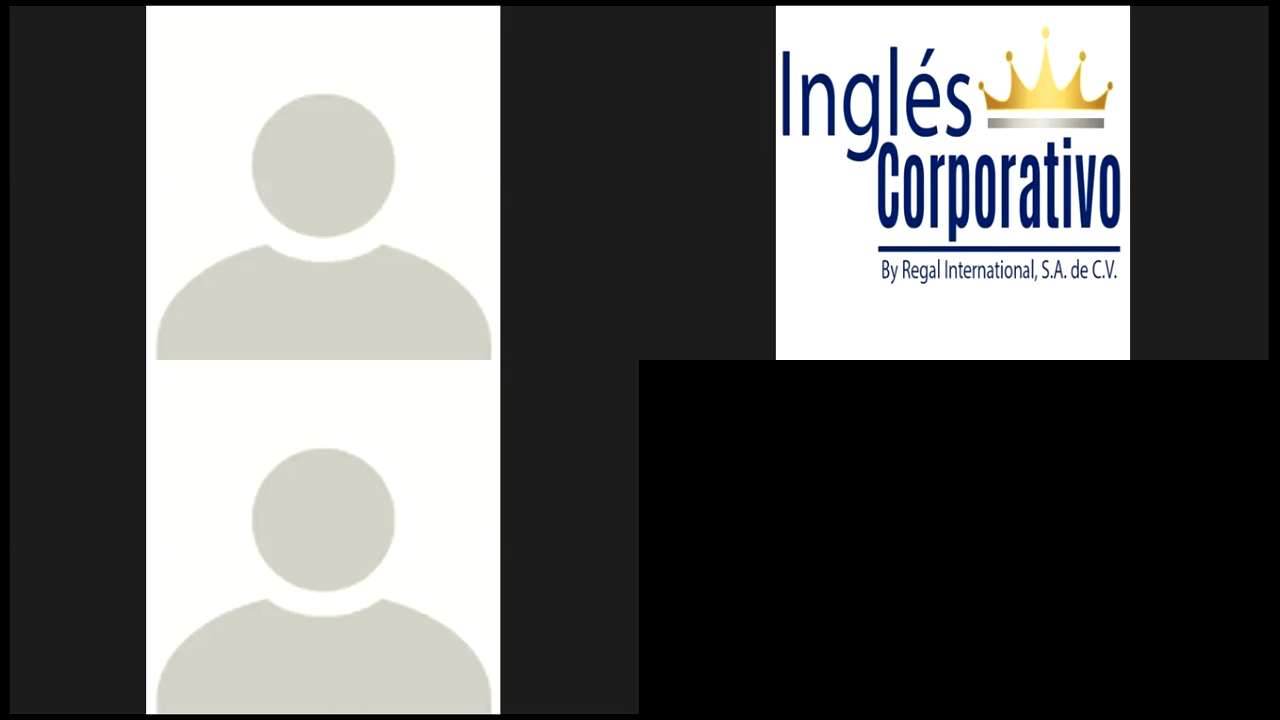 Inglés
Corporativo
By Regal International, S.A. de C.V.